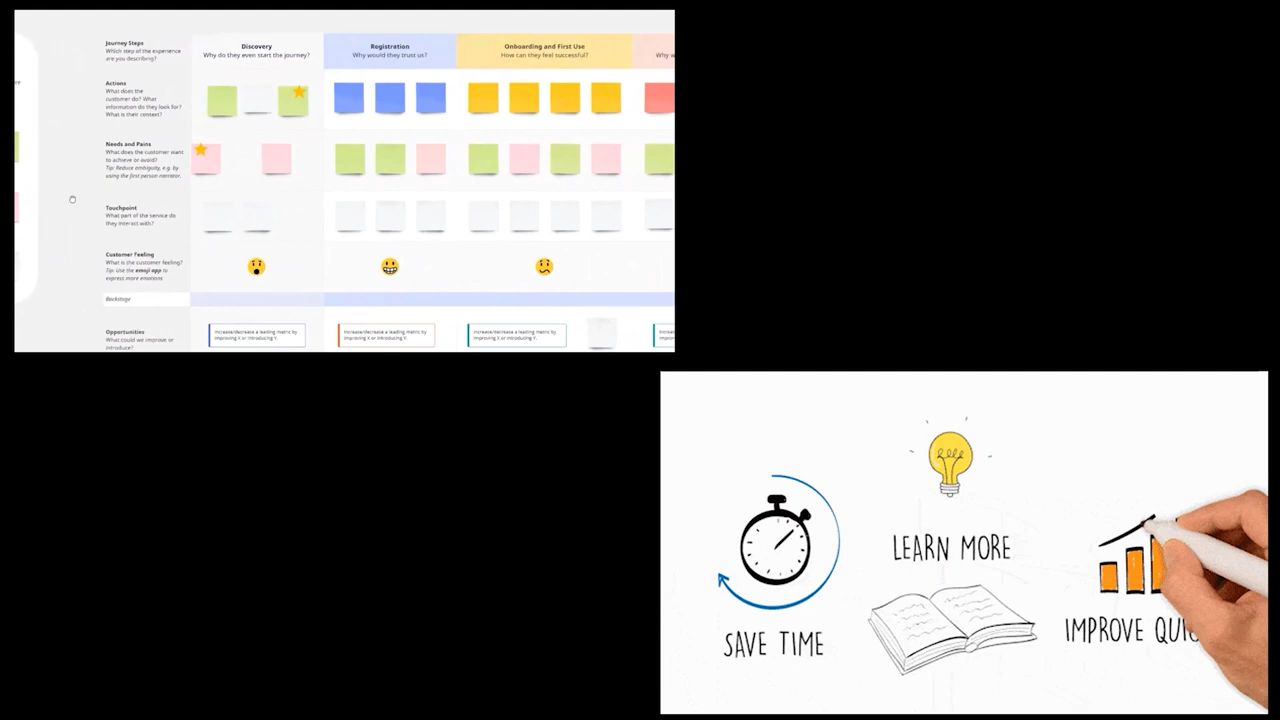 Journey Steps
Which step of the experience
are you describing?
Discovery
Why do they even start the journey?
Registration
Why would they trust us?
Onboarding and First Use
How can they feel successful?
Why w
Actions
What does the
customer do? What
information do they look for?
What is their context?
Needs and Pains
What does the customer want
to achieve or avoid?
Tip: Reduce ambiguity, e.g. by
using the first person narrator.
Touchpoint
What part of the service do
they interact with?
Customer Feeling
What is the customer feeling?
Tip: Use the emoji app to
express more emotions
Backstage
Opportunities
What could we improve or
introduce?
Increase/decrease a leading metric by
improving X or introducing Y.
Increase/decrease a leading metric by
improving X or introducing Y.
Increase/decrease a leading metric by
improving X or introducing Y.
LEARN MORE
SAVE TIME
IMPROVE